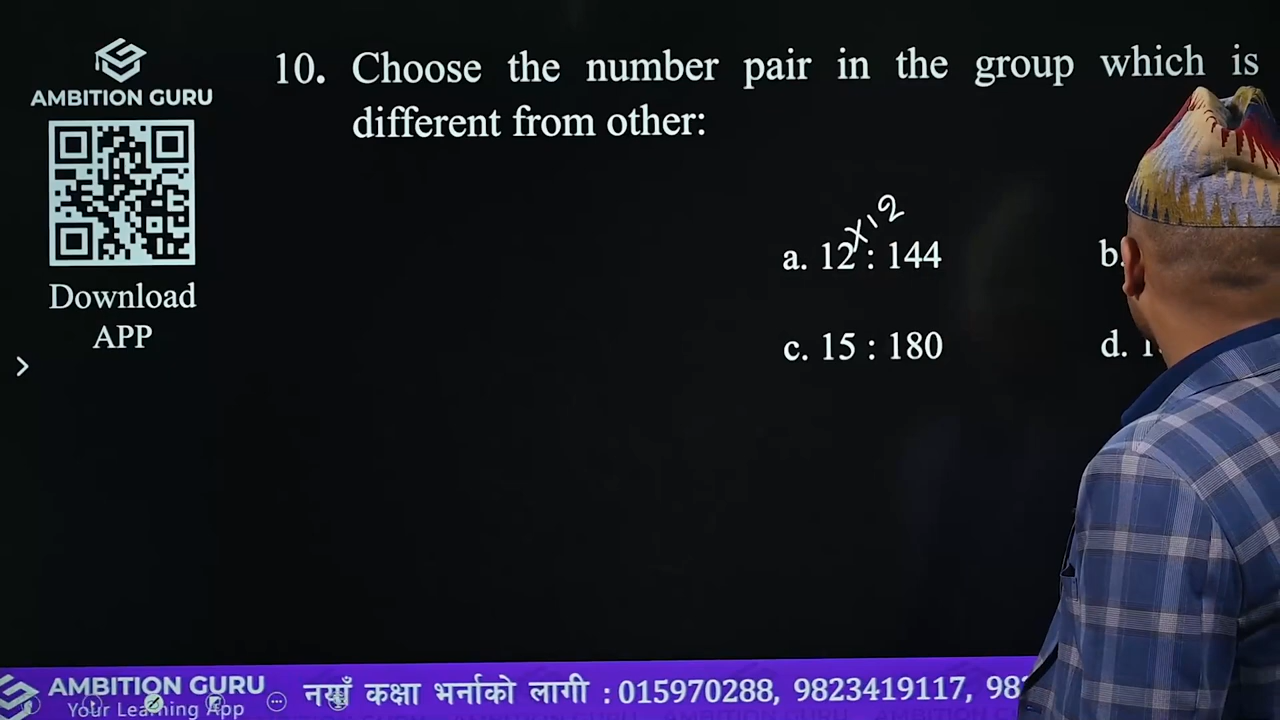 AMBITION GURU
Download
APP
10. Choose the number pair in the group which is
different from other:
×12
a. 12 : 144
b.
c. 15 : 180
d.
AMBITION GURU
Your Learning App
नयाँ कक्षा भर्नाको लागी : 015970288, 9823419117, 982